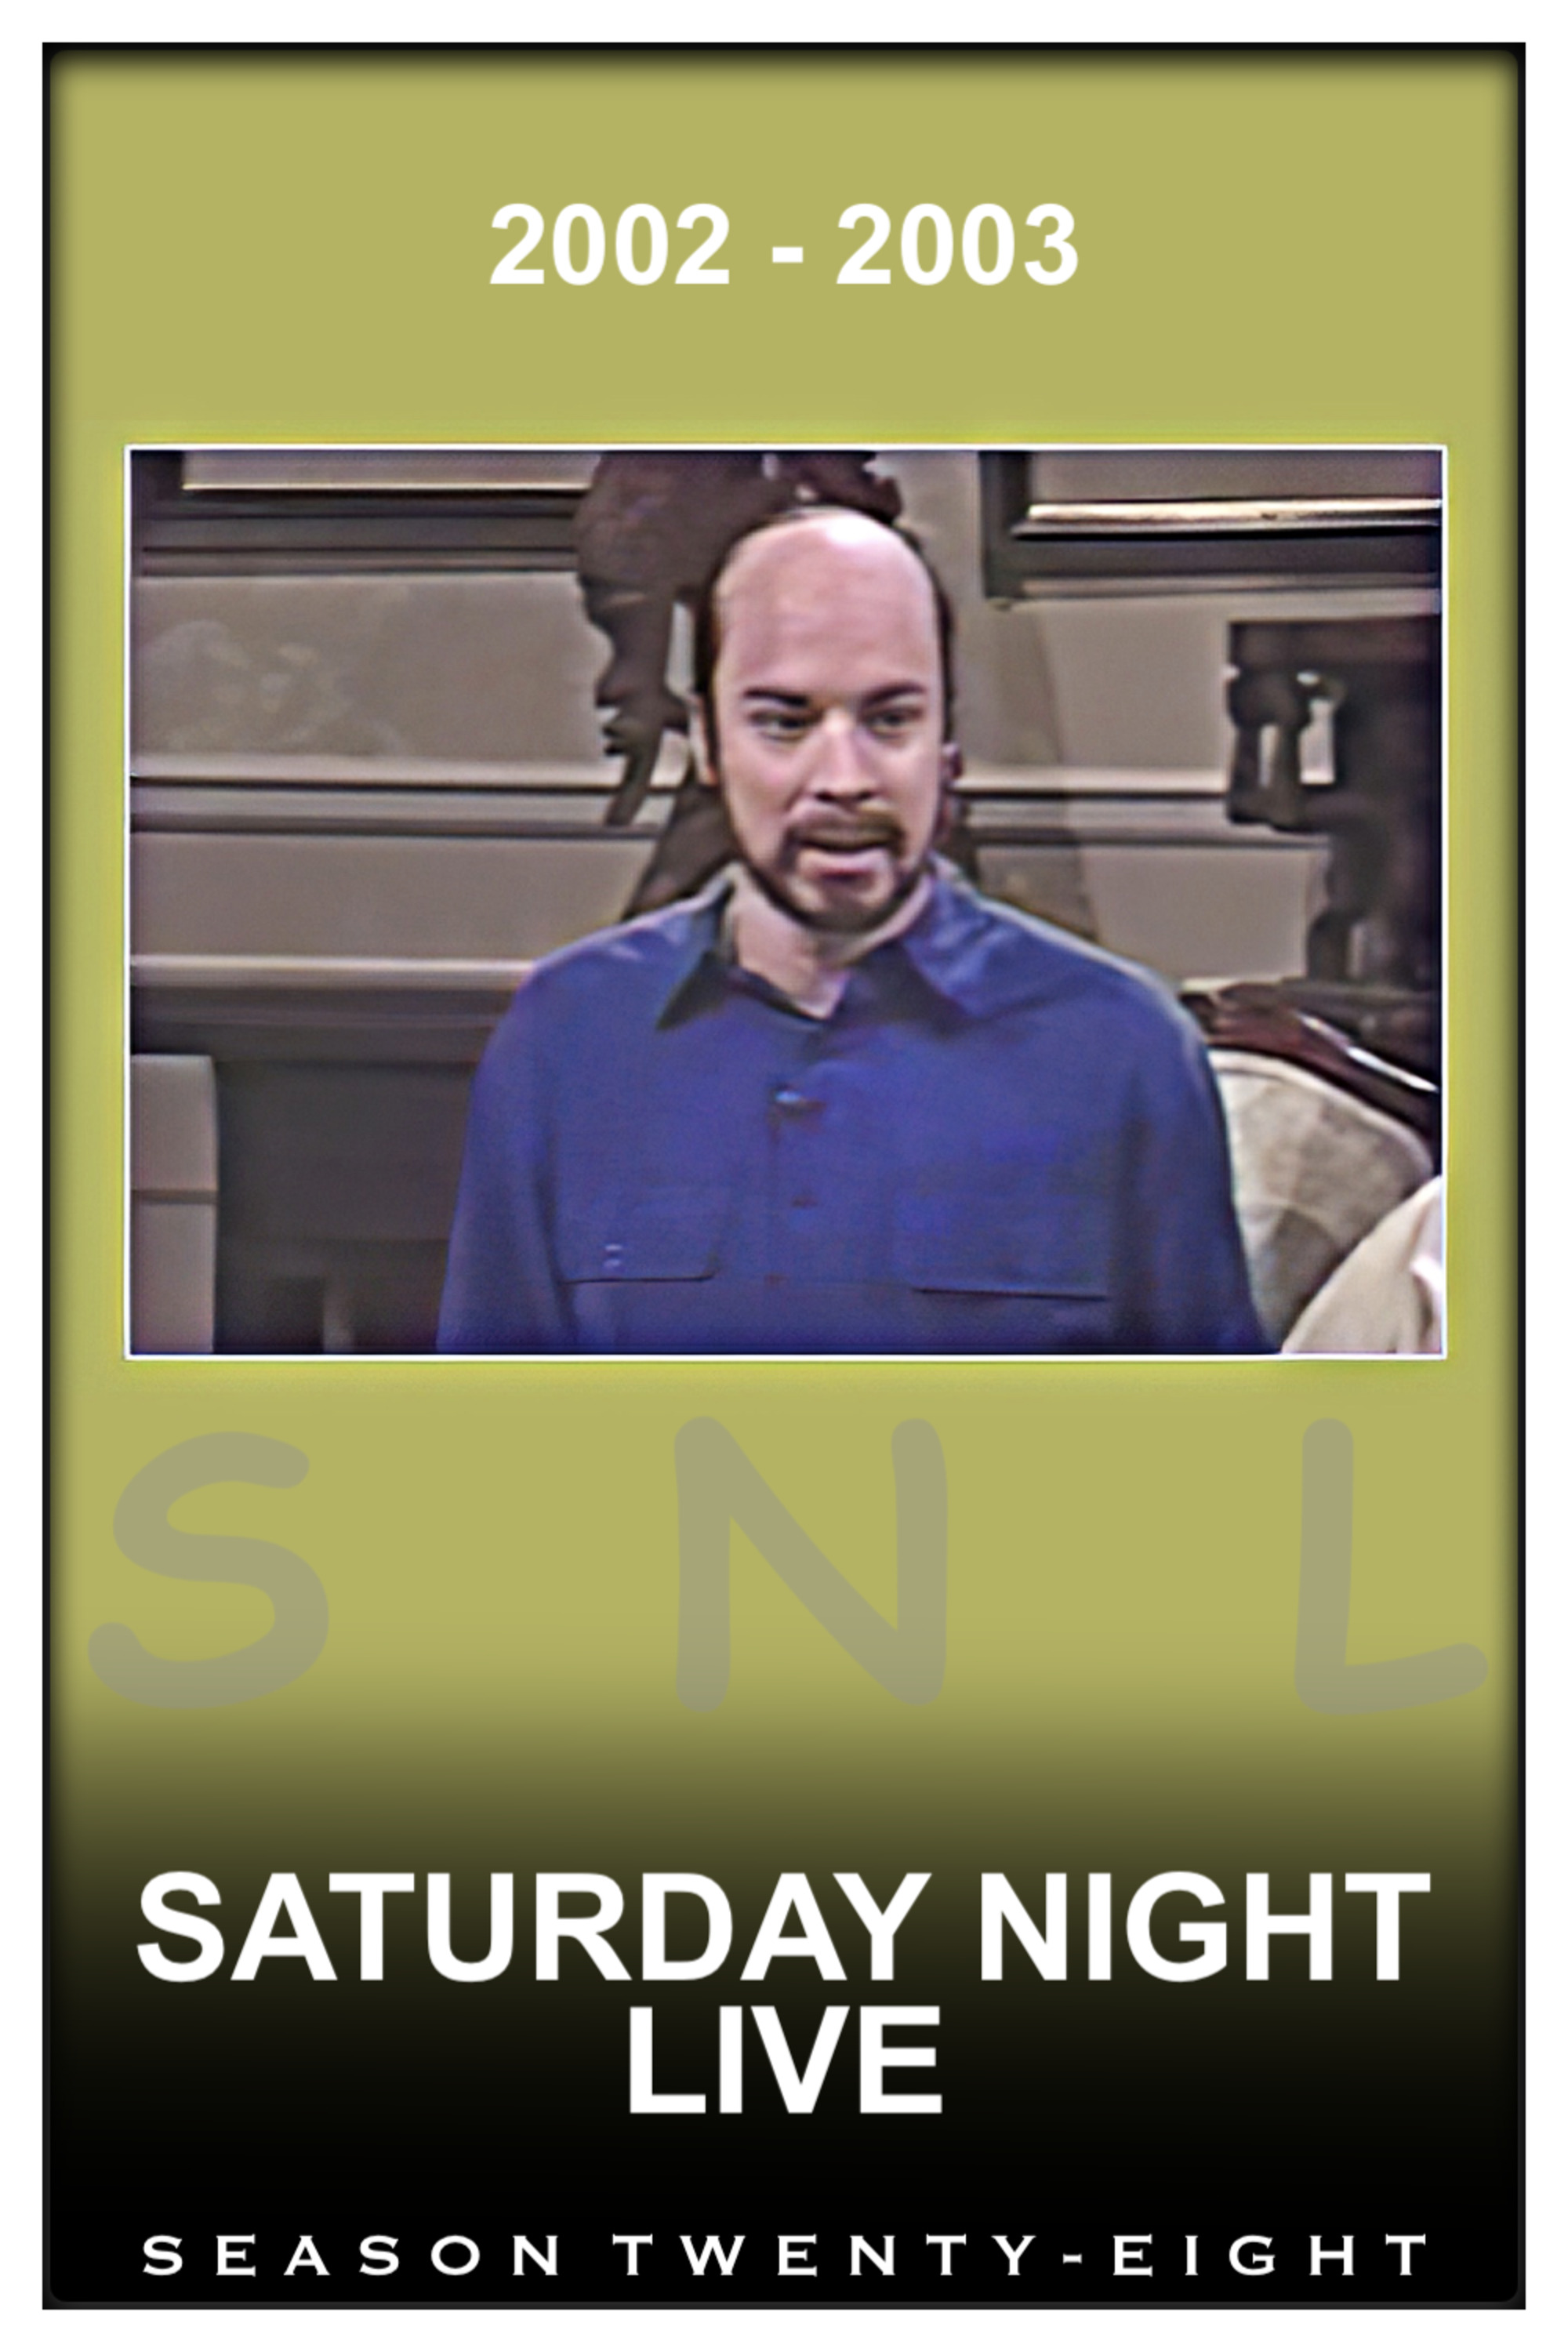 2002 - 2003
S N L
SATURDAY NIGHT
LIVE
SEASON TWENTY-EIGHT